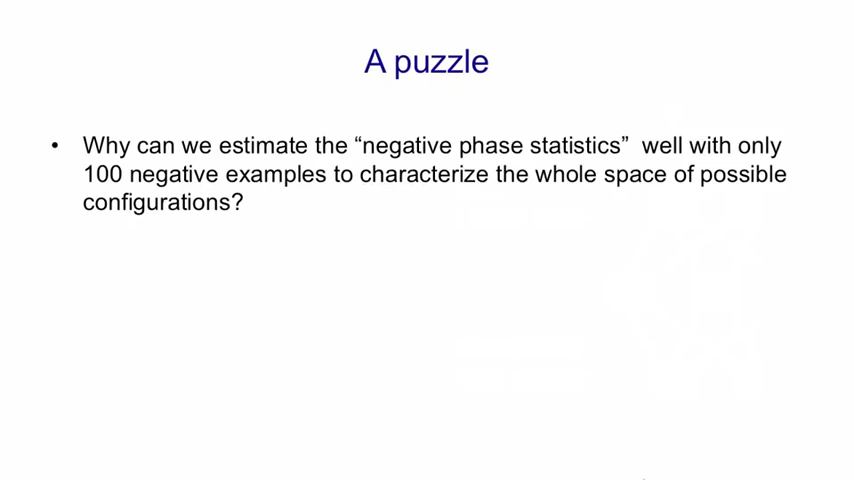 A puzzle
• Why can we estimate the “negative phase statistics” well with only
100 negative examples to characterize the whole space of possible
configurations?